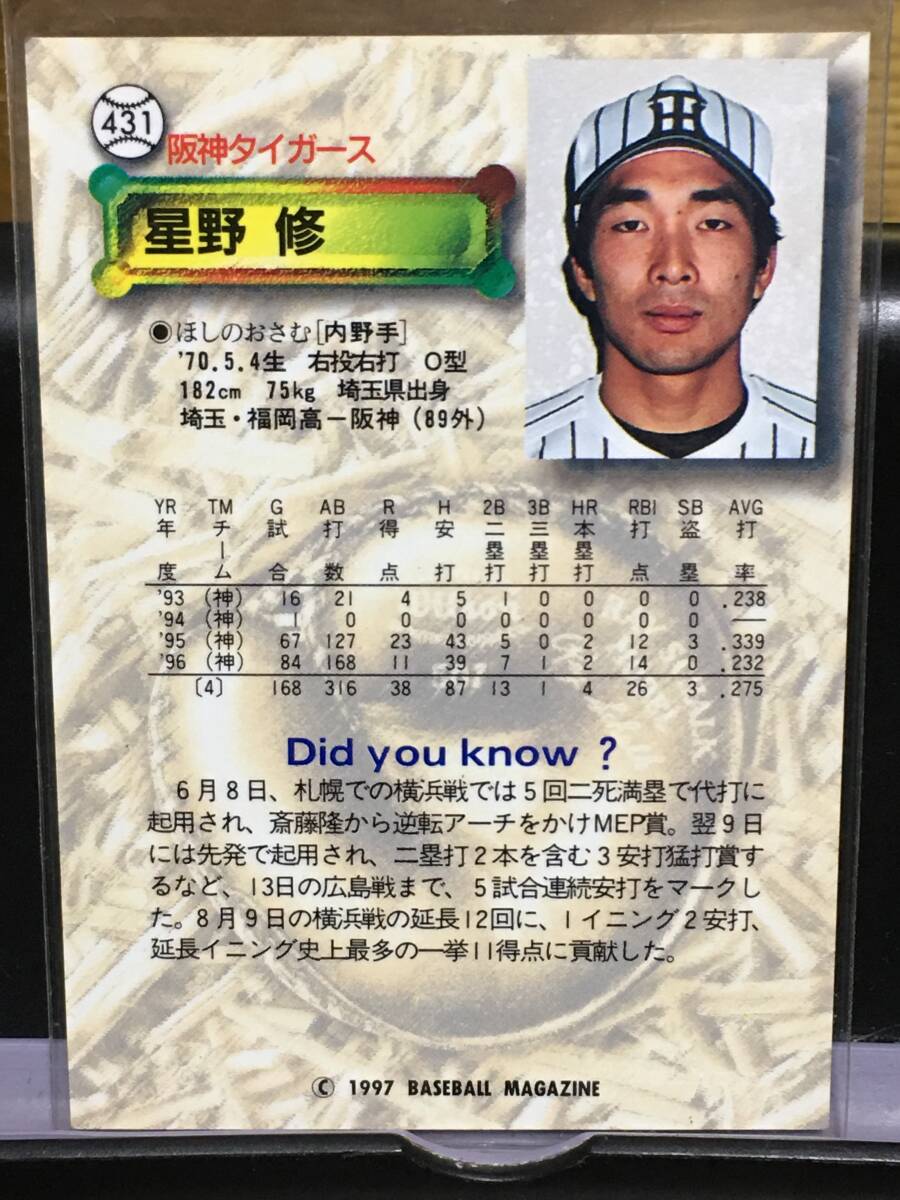 431
阪神タイガース
星野 修
●ほしのおさむ[内野手]
'70.5.4生 右投右打 O型
182cm 75kg 埼玉県出身
埼玉・福岡高－阪神(89外)
YR TM G AB R H 2B 3B HR RBI SB AVG
年度 チーム 試合 打数 得点 安打 二塁打 三塁打 本塁打 打点 盗塁 打率
'93 (神) 16 21 4 5 1 0 0 0 0 .238
'94 (神) 1 0 0 0 0 0 0 0 0 —
'95 (神) 67 127 23 43 5 0 2 12 3 .339
'96 (神) 84 168 11 39 7 1 2 14 0 .232
〔4〕 168 316 38 87 13 1 4 26 3 .275
Did you know ?
6月8日、札幌での横浜戦では5回二死満塁で代打に
起用され、斎藤隆から逆転アーチをかけMEP賞。翌9日
には先発で起用され、二塁打2本を含む3安打猛打賞す
るなど、13日の広島戦まで、5試合連続安打をマークし
た。8月9日の横浜戦の延長12回に、1イニング2安打、
延長イニング史上最多の一挙11得点に貢献した。
© 1997 BASEBALL MAGAZINE